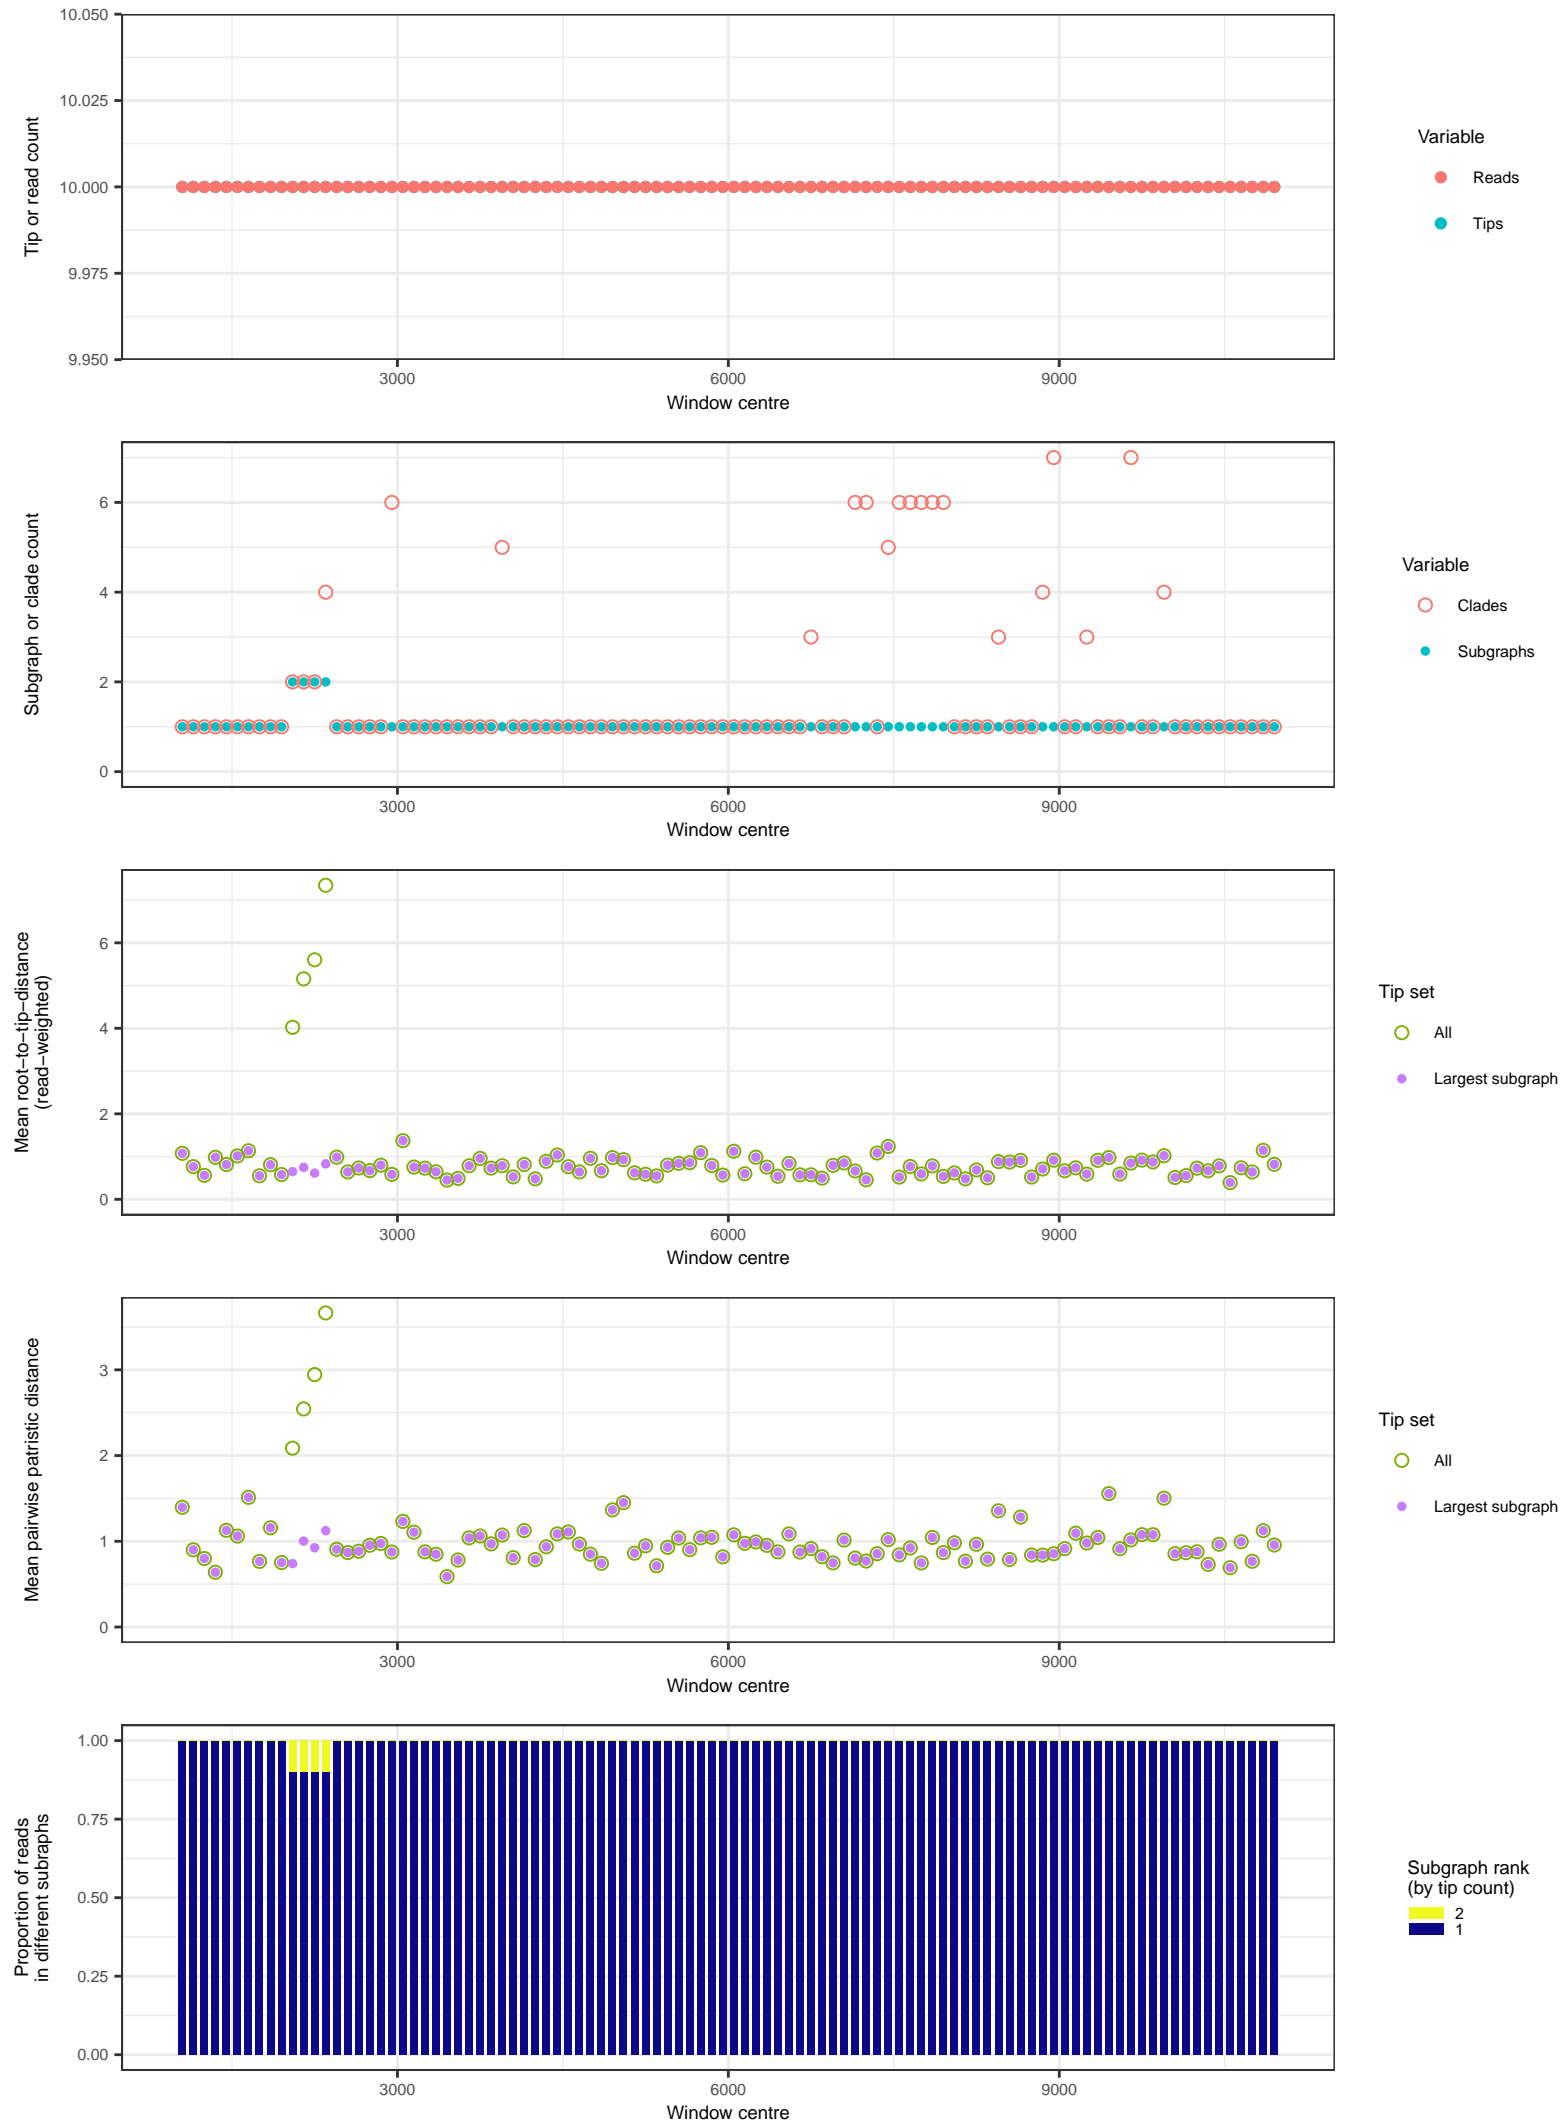 10.050
10.025
10.000
9.975
9.950
Tip or read count
3000
6000
9000
Window centre
Variable
Reads
Tips
6
4
2
0
Subgraph or clade count
3000
6000
9000
Window centre
Variable
Clades
Subgraphs
6
4
2
0
Mean root−to−tip−distance
(read−weighted)
3000
6000
9000
Window centre
Tip set
All
Largest subgraph
3
2
1
0
Mean pairwise patristic distance
3000
6000
9000
Window centre
Tip set
All
Largest subgraph
1.00
0.75
0.50
0.25
0.00
Proportion of reads
in different subraphs
3000
6000
9000
Window centre
Subgraph rank
(by tip count)
2
1